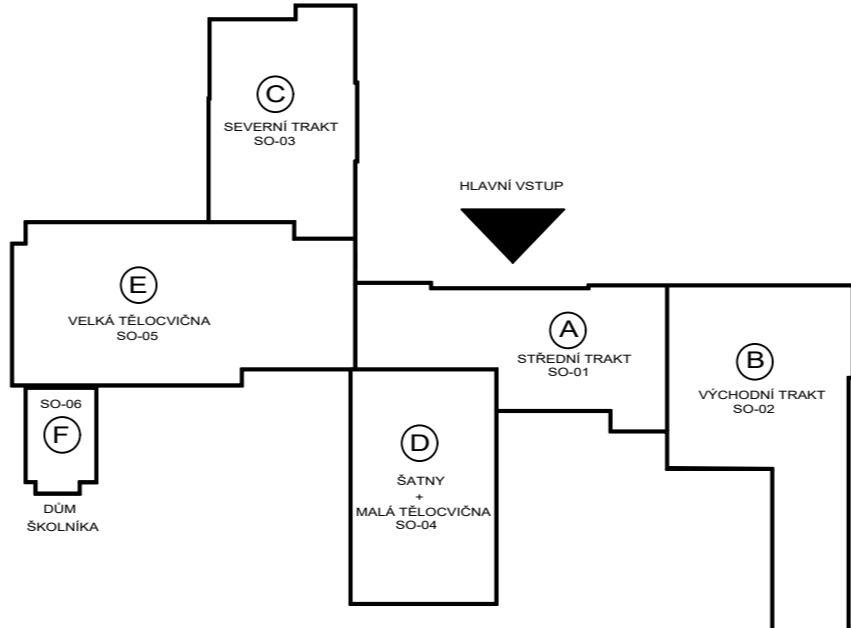 C
SEVERNÍ TRAKT
SO-03
HLAVNÍ VSTUP
E
VELKÁ TĚLOCVIČNA
SO-05
A
STŘEDNÍ TRAKT
SO-01
B
VÝCHODNÍ TRAKT
SO-02
SO-06
F
DŮM
ŠKOLNÍKA
D
ŠATNY
+
MALÁ TĚLOCVIČNA
SO-04